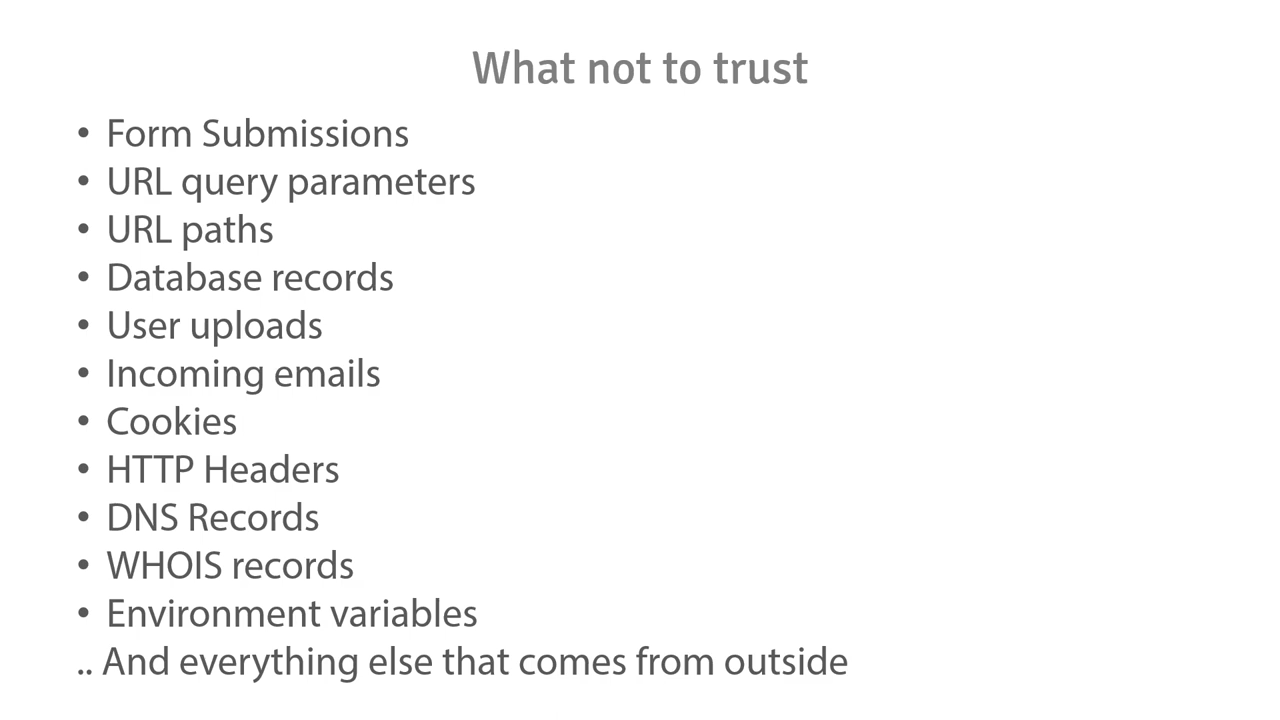 What not to trust
• Form Submissions
• URL query parameters
• URL paths
• Database records
• User uploads
• Incoming emails
• Cookies
• HTTP Headers
• DNS Records
• WHOIS records
• Environment variables
.. And everything else that comes from outside